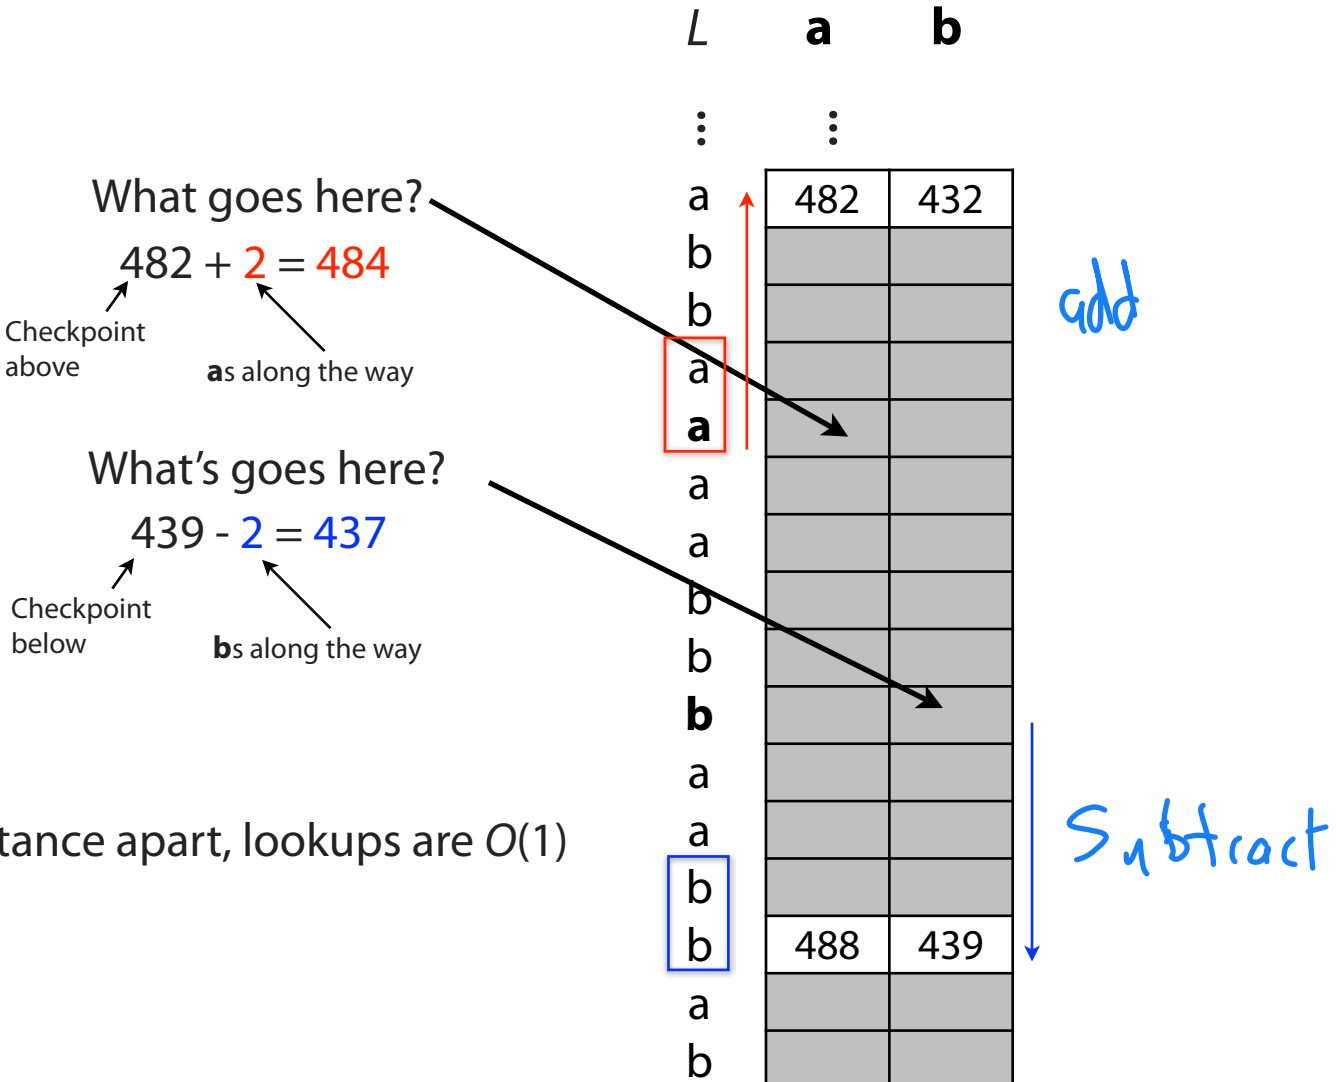 L a b
⋮ ⋮
a 482 432
What goes here?
482 + 2 = 484
Checkpoint
above
as along the way
b
b
add
a
a
What's goes here?
439 - 2 = 437
Checkpoint
below
bs along the way
a
a
b
b
b
a
a
tance apart, lookups are O(1)
Subtract
b
b 488 439
a
b